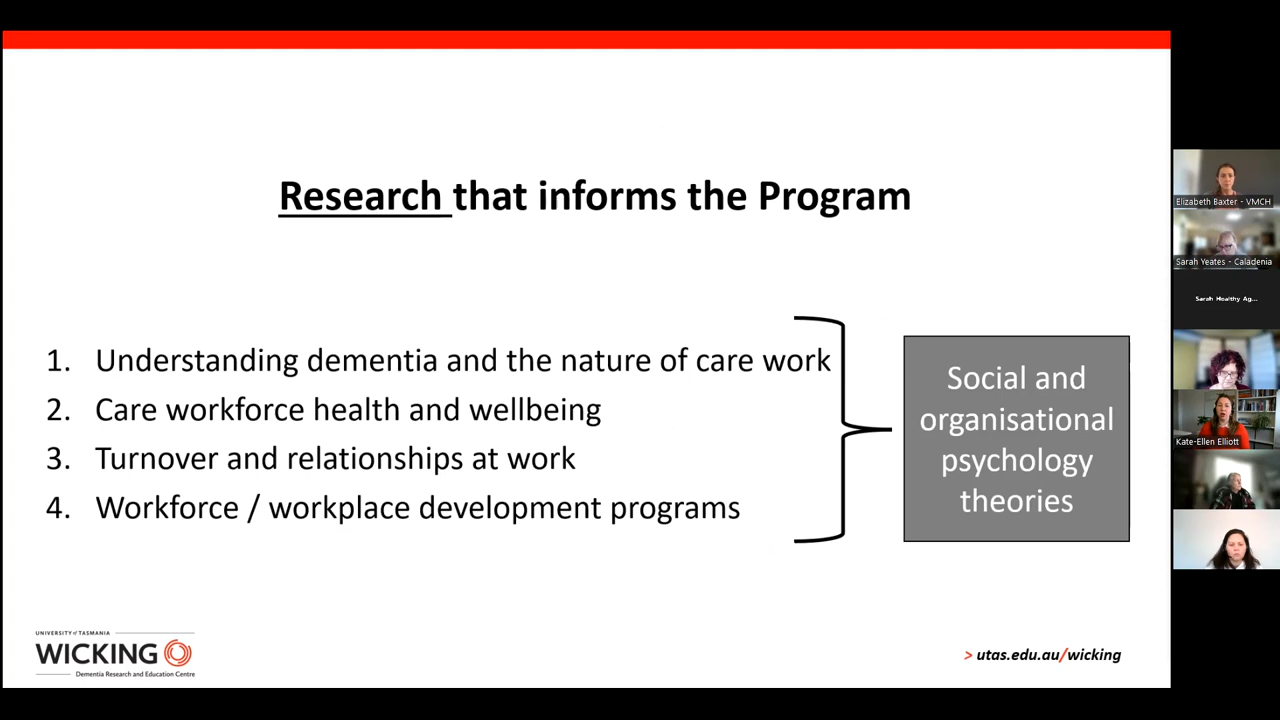 Research that informs the Program
1. Understanding dementia and the nature of care work
2. Care workforce health and wellbeing
3. Turnover and relationships at work
4. Workforce / workplace development programs
Social and
organisational
psychology
theories
UNIVERSITY of TASMANIA
WICKING
Dementia Research and Education Centre
> utas.edu.au/wicking
Elizabeth Baxter - VMCH
Sarah Yeates - Caladenia
Sarah Healthy Ag...
Kate-Ellen Elliott